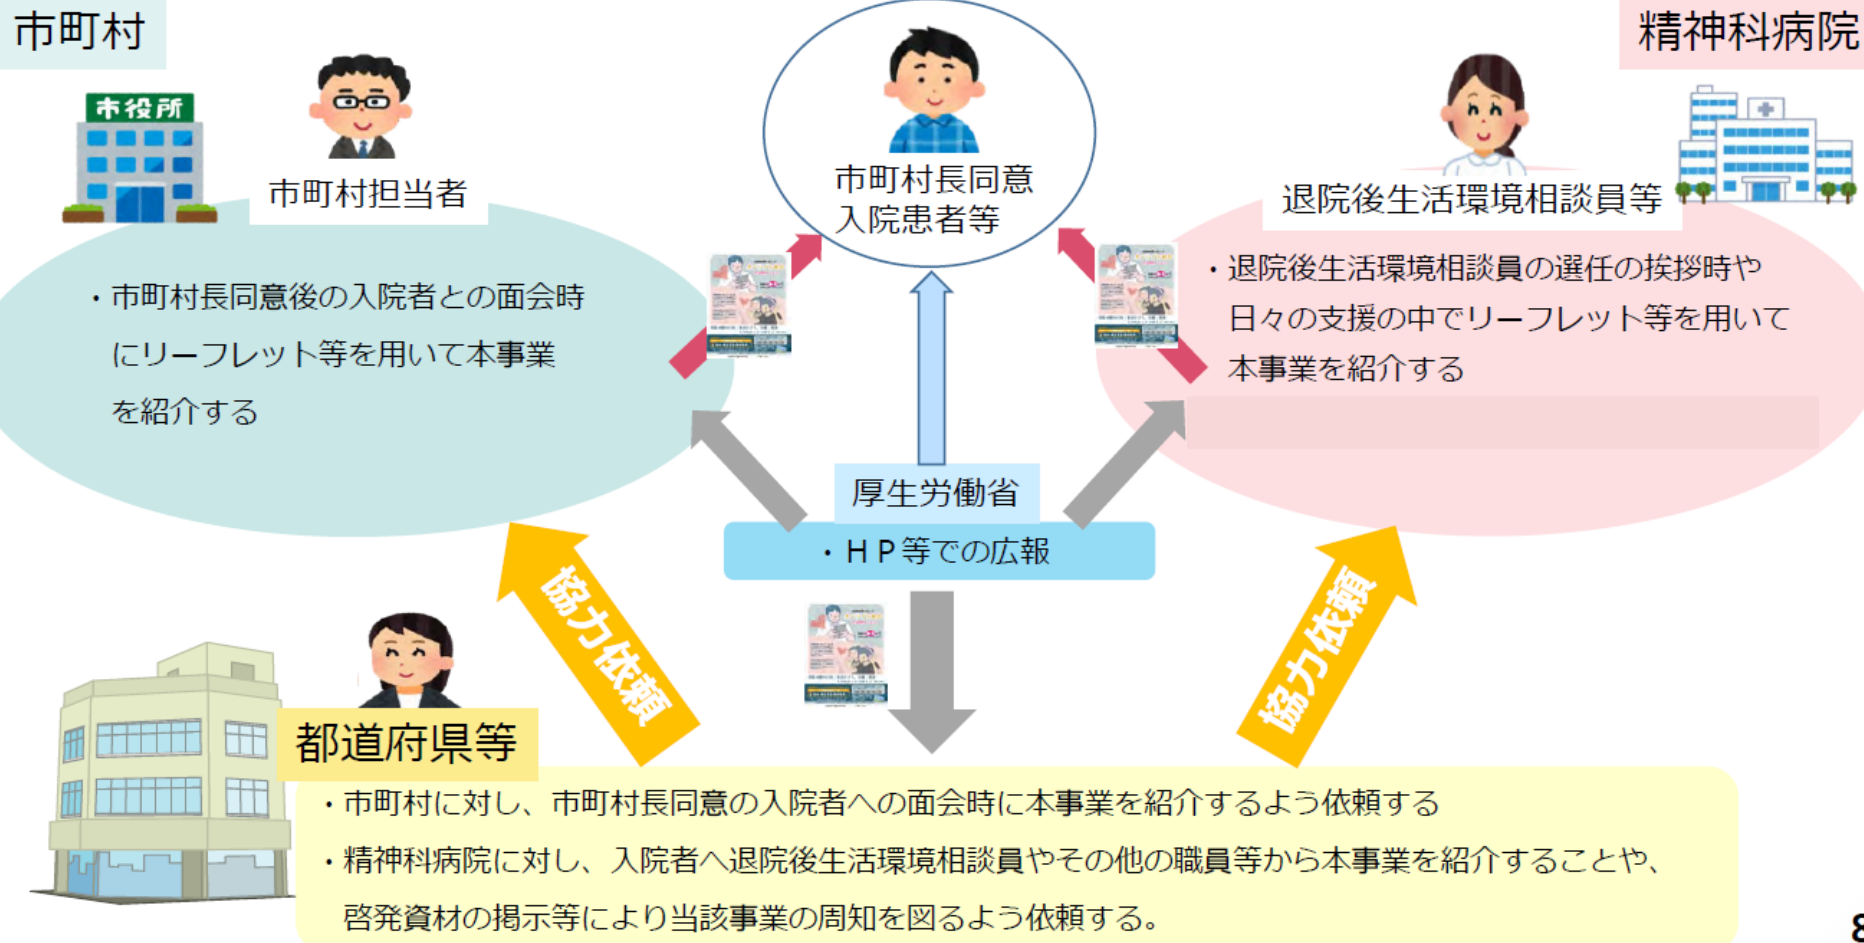 市町村
市役所
市町村担当者
・市町村長同意後の入院者との面会時
にリーフレット等を用いて本事業
を紹介する
市町村長同意
入院患者等
精神科病院
退院後生活環境相談員等
・退院後生活環境相談員の選任の挨拶時や
日々の支援の中でリーフレット等を用いて
本事業を紹介する
厚生労働省
・ＨＰ等での広報
協力依頼
協力依頼
都道府県等
・市町村に対し、市町村長同意の入院者への面会時に本事業を紹介するよう依頼する
・精神科病院に対し、入院者へ退院後生活環境相談員やその他の職員等から本事業を紹介することや、
啓発資材の掲示等により当該事業の周知を図るよう依頼する。
8